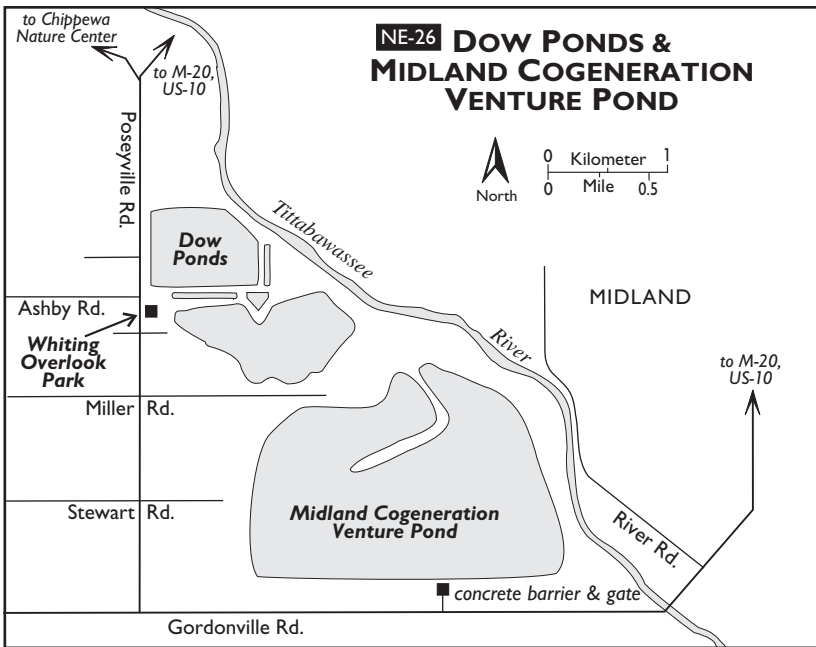 to Chippewa
Nature Center
to M-20,
US-10
NE-26 DOW PONDS &
MIDLAND COGENERATION
VENTURE POND
North
0 Kilometer 1
0 Mile 0.5
Poseyville Rd.
Tittabawassee
River
Dow
Ponds
MIDLAND
Ashby Rd.
Whiting
Overlook
Park
to M-20,
US-10
Miller Rd.
Stewart Rd.
Midland Cogeneration
Venture Pond
River Rd.
concrete barrier & gate
Gordonville Rd.